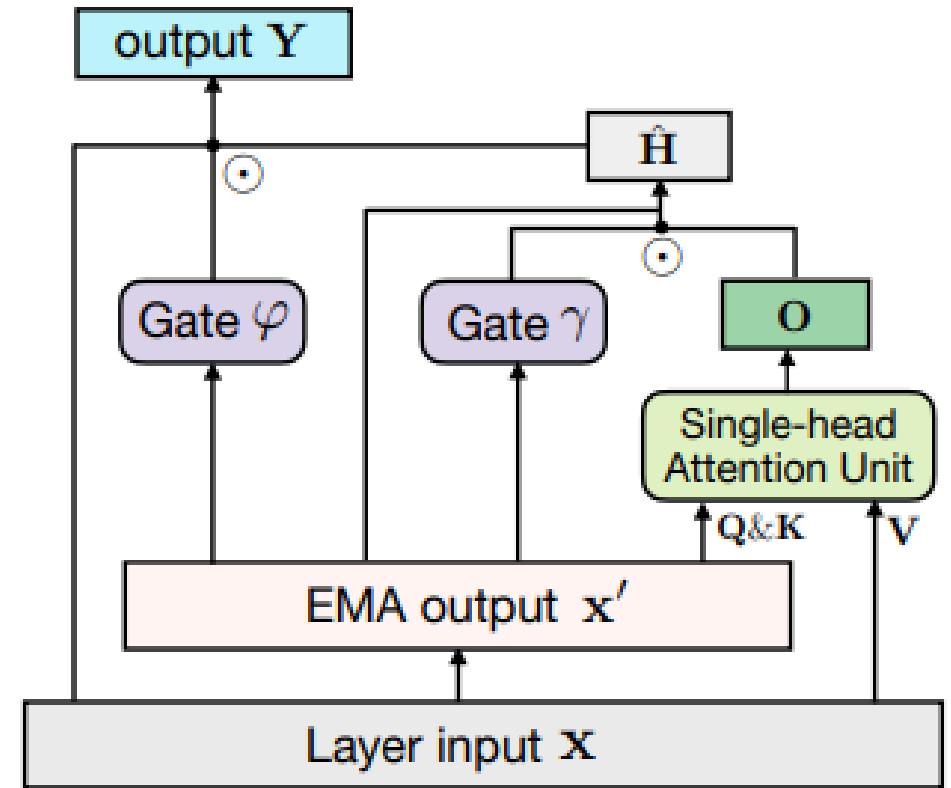 output Y
Ĥ
⊙
⊙
Gate φ
Gate γ
O
Single-head
Attention Unit
Q&K
V
EMA output x′
Layer input X